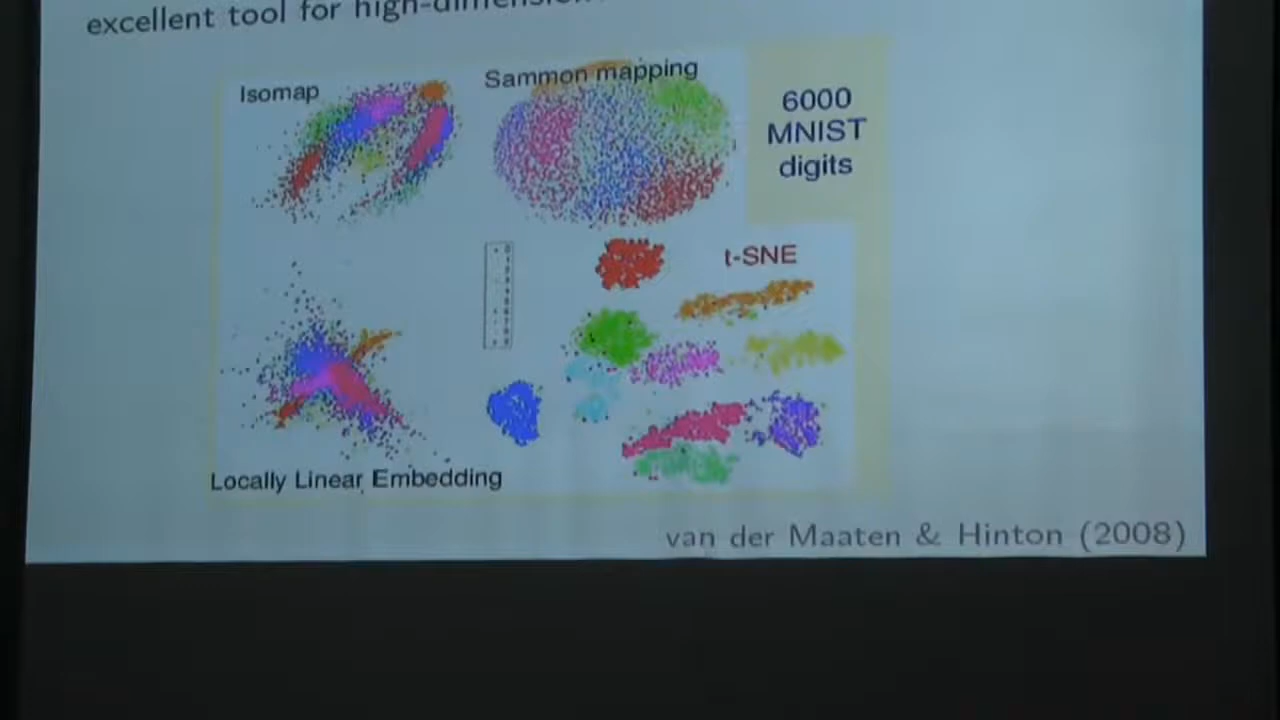 excellent tool for high-dimension
Isomap
Sammon mapping
6000
MNIST
digits
t-SNE
Locally Linear Embedding
van der Maaten & Hinton (2008)